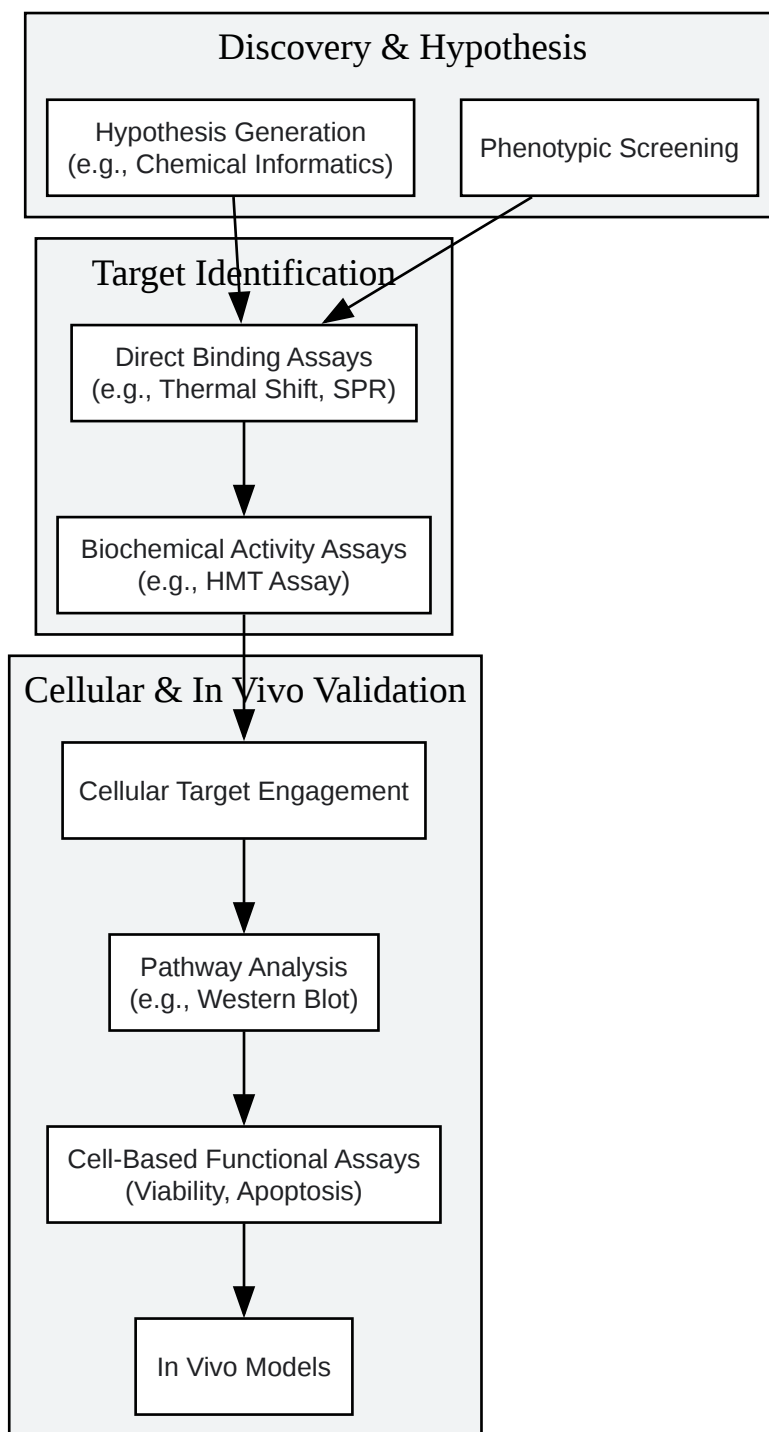 Discovery & Hypothesis
Hypothesis Generation
(e.g., Chemical Informatics)
Phenotypic Screening
Target Identification
Direct Binding Assays
(e.g., Thermal Shift, SPR)
Biochemical Activity Assays
(e.g., HMT Assay)
Cellular & In Vivo Validation
Cellular Target Engagement
Pathway Analysis
(e.g., Western Blot)
Cell-Based Functional Assays
(Viability, Apoptosis)
In Vivo Models